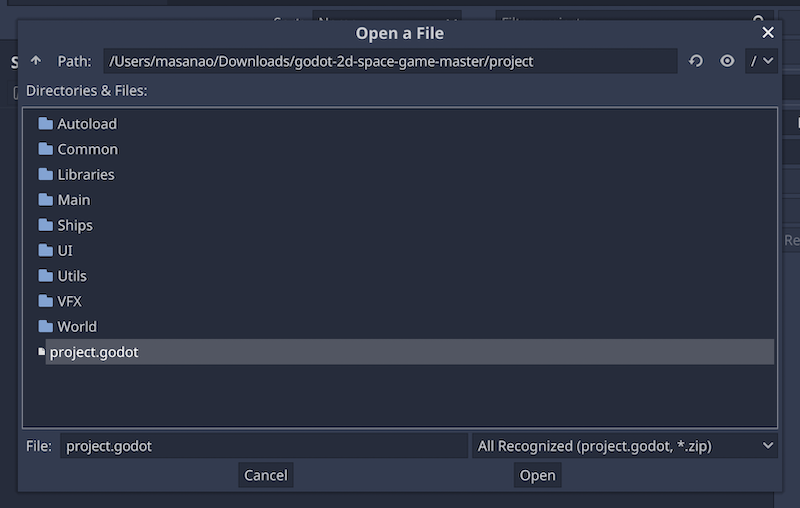 Open a File
Path: /Users/masanao/Downloads/godot-2d-space-game-master/project /
Directories & Files:
Autoload
Common
Libraries
Main
Ships
UI
Utils
VFX
World
project.godot
File: project.godot All Recognized (project.godot, *.zip)
Cancel Open